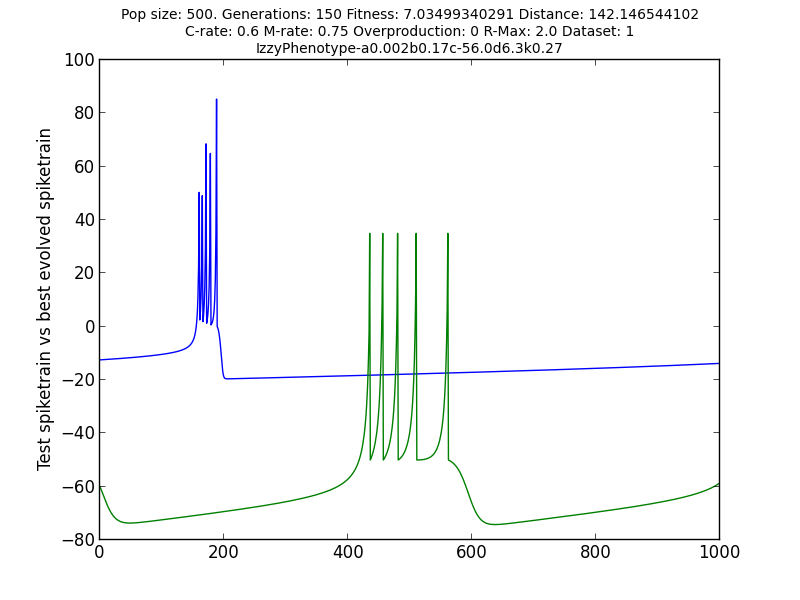 Pop size: 500. Generations: 150 Fitness: 7.03499340291 Distance: 142.146544102
C-rate: 0.6 M-rate: 0.75 Overproduction: 0 R-Max: 2.0 Dataset: 1
IzzyPhenotype-a0.002b0.17c-56.0d6.3k0.27
Test spiketrain vs best evolved spiketrain
100
80
60
40
20
0
−20
−40
−60
−80
0 200 400 600 800 1000